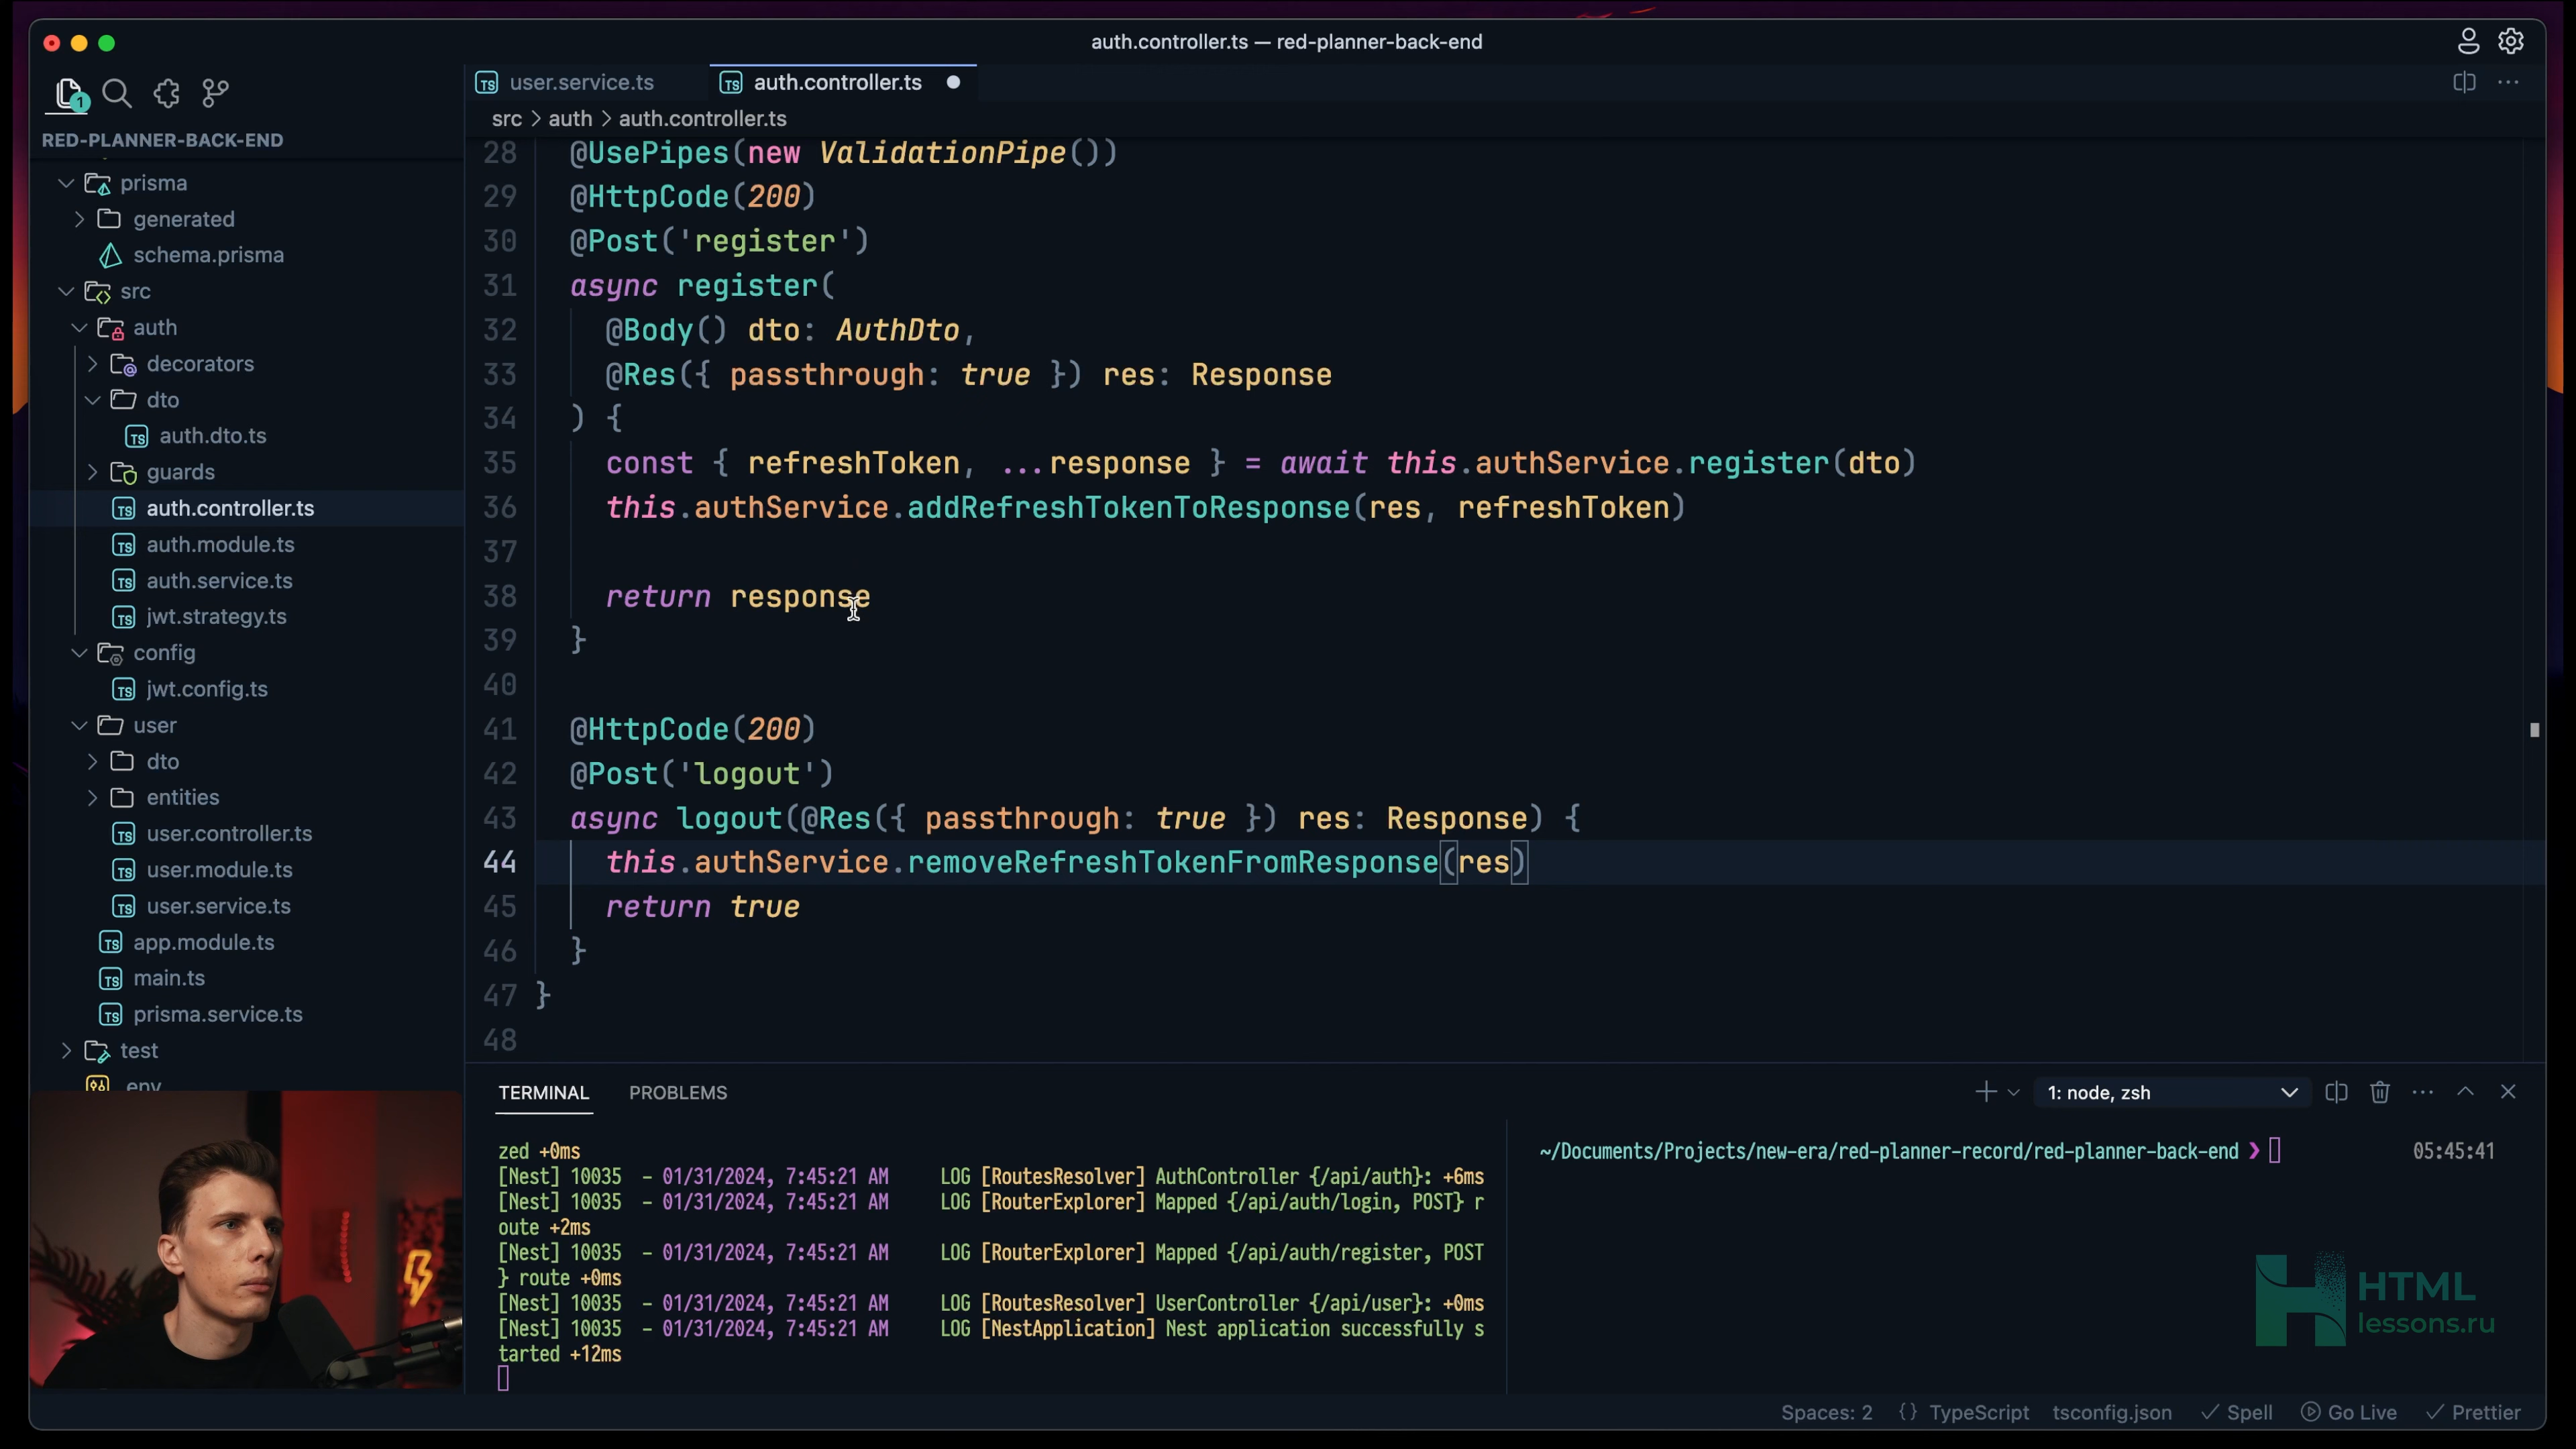 auth.controller.ts — red-planner-back-end
1
RED-PLANNER-BACK-END
prisma
generated
schema.prisma
src
auth
decorators
dto
auth.dto.ts
guards
auth.controller.ts
auth.module.ts
auth.service.ts
jwt.strategy.ts
config
jwt.config.ts
user
dto
entities
user.controller.ts
user.module.ts
user.service.ts
app.module.ts
main.ts
prisma.service.ts
test
.env
user.service.ts
auth.controller.ts
src > auth > auth.controller.ts
28 @UsePipes(new ValidationPipe())
29 @HttpCode(200)
30 @Post('register')
31 async register(
32 @Body() dto: AuthDto,
33 @Res({ passthrough: true }) res: Response
34 ) {
35 const { refreshToken, ...response } = await this.authService.register(dto)
36 this.authService.addRefreshTokenToResponse(res, refreshToken)
37
38 return response
39 }
40
41 @HttpCode(200)
42 @Post('logout')
43 async logout(@Res({ passthrough: true }) res: Response) {
44 this.authService.removeRefreshTokenFromResponse(res)
45 return true
46 }
47 }
48
TERMINAL PROBLEMS
1: node, zsh
zed +0ms
[Nest] 10035 - 01/31/2024, 7:45:21 AM LOG [RoutesResolver] AuthController {/api/auth}: +6ms
[Nest] 10035 - 01/31/2024, 7:45:21 AM LOG [RouterExplorer] Mapped {/api/auth/login, POST} r
oute +2ms
[Nest] 10035 - 01/31/2024, 7:45:21 AM LOG [RouterExplorer] Mapped {/api/auth/register, POST
} route +0ms
[Nest] 10035 - 01/31/2024, 7:45:21 AM LOG [RoutesResolver] UserController {/api/user}: +0ms
[Nest] 10035 - 01/31/2024, 7:45:21 AM LOG [NestApplication] Nest application successfully s
tarted +12ms
~/Documents/Projects/new-era/red-planner-record/red-planner-back-end ❯
05:45:41
HTML
lessons.ru
Spaces: 2 {} TypeScript tsconfig.json ✓ Spell Go Live ✓ Prettier